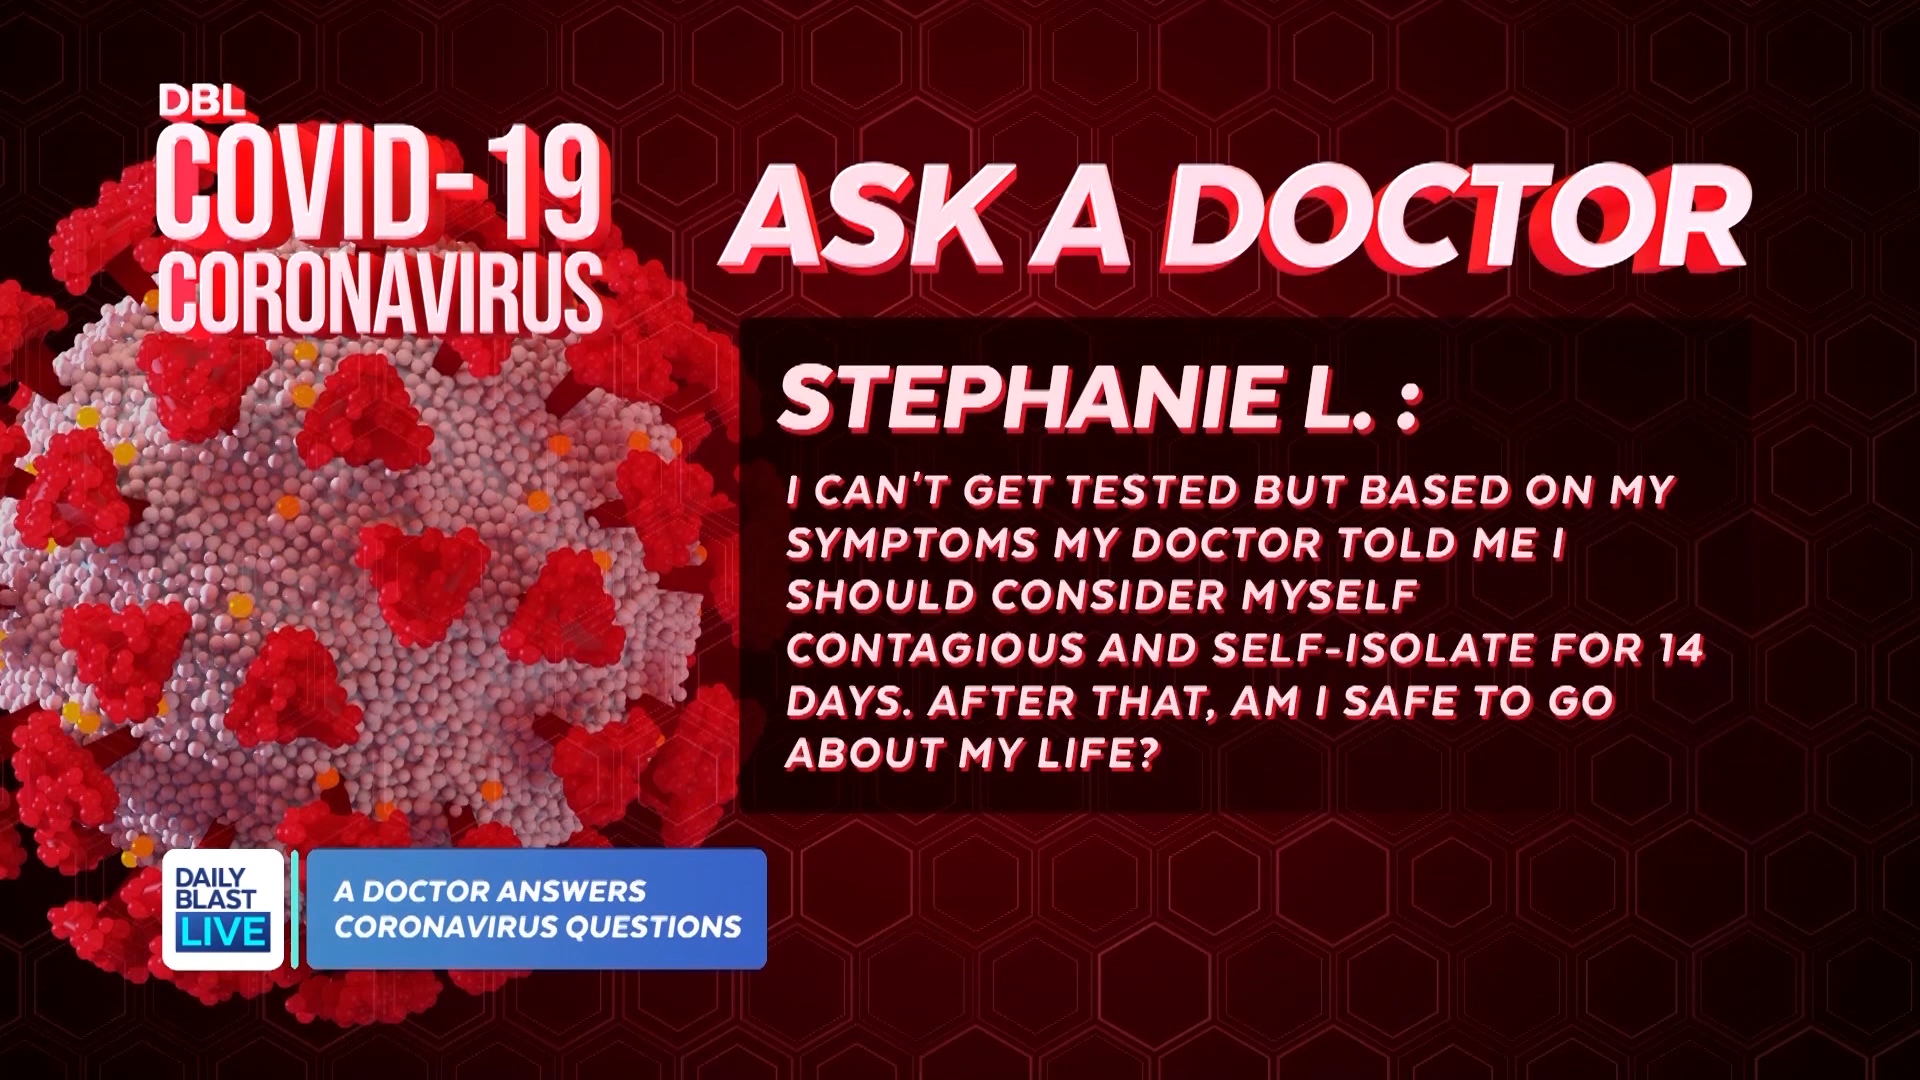 DBL
COVID-19
CORONAVIRUS
ASK A DOCTOR
STEPHANIE L. :
I CAN'T GET TESTED BUT BASED ON MY
SYMPTOMS MY DOCTOR TOLD ME I
SHOULD CONSIDER MYSELF
CONTAGIOUS AND SELF-ISOLATE FOR 14
DAYS. AFTER THAT, AM I SAFE TO GO
ABOUT MY LIFE?
DAILY
BLAST
LIVE
A DOCTOR ANSWERS
CORONAVIRUS QUESTIONS